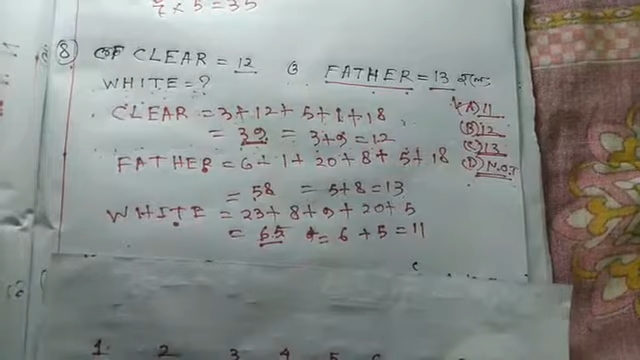 7 × 5 = 35
8 CLEAR = 12 ও FATHER = 13 হলে
WHITE = ?
CLEAR = 3+12+5+1+18 (A) 11
= 39 = 3+9 = 12 (B) 12
(C) 13
FATHER = 6+1+20+8+5+18 (D) N.O.T
= 58 = 5+8 = 13
WHITE = 23+8+9+20+5
= 65 = 6+5 = 11
1 2 3 4 5 6